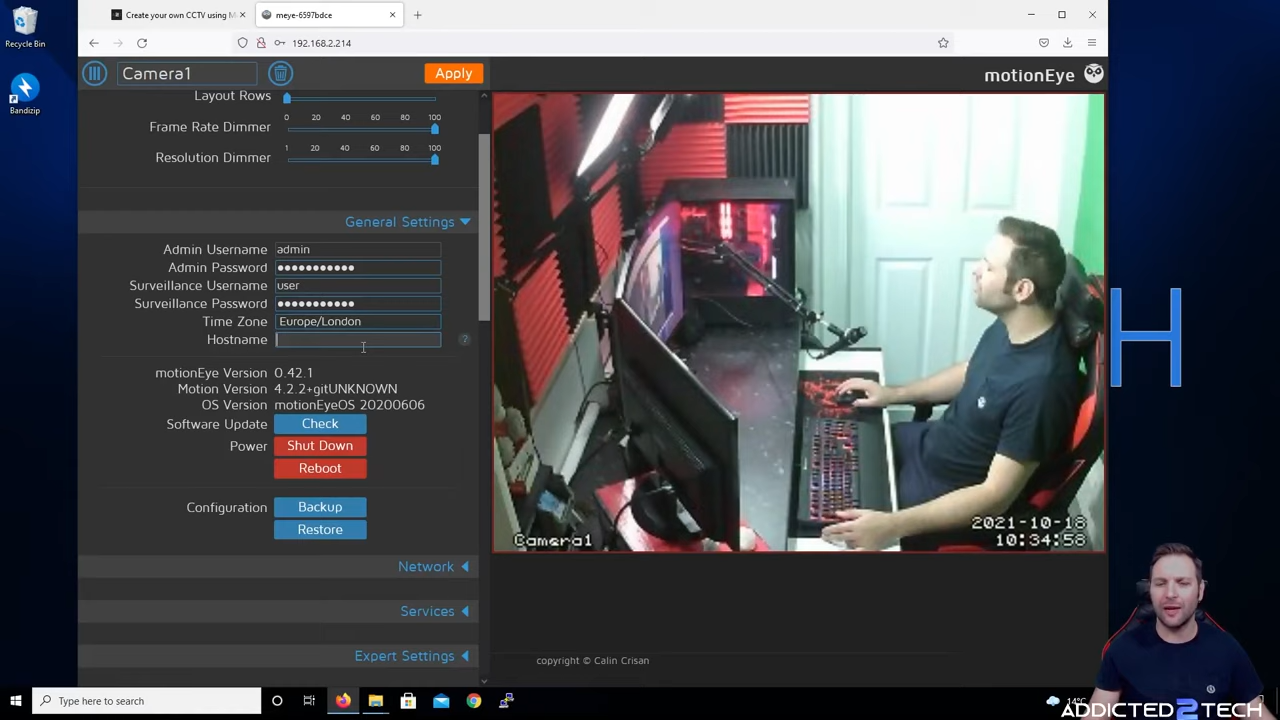 Create your own CCTV using M
meye-6597bdce
Recycle Bin
192.168.2.214
Camera1
Apply
motionEye
Bandizip
Layout Rows
0 20 40 60 80 100
Frame Rate Dimmer
1 20 40 60 80 100
Resolution Dimmer
General Settings
Admin Username admin
Admin Password ●●●●●●●●●●●
Surveillance Username user
Surveillance Password ●●●●●●●●●●●
Time Zone Europe/London
Hostname ?
motionEye Version 0.42.1
Motion Version 4.2.2+gitUNKNOWN
OS Version motionEyeOS 20200606
Software Update Check
Power Shut Down
Reboot
Configuration Backup
Restore
Network
Services
Expert Settings
2021-10-18
Camera1 10:34:58
H
copyright © Calin Crisan
Type here to search
14°C
ADDICTED2TECH